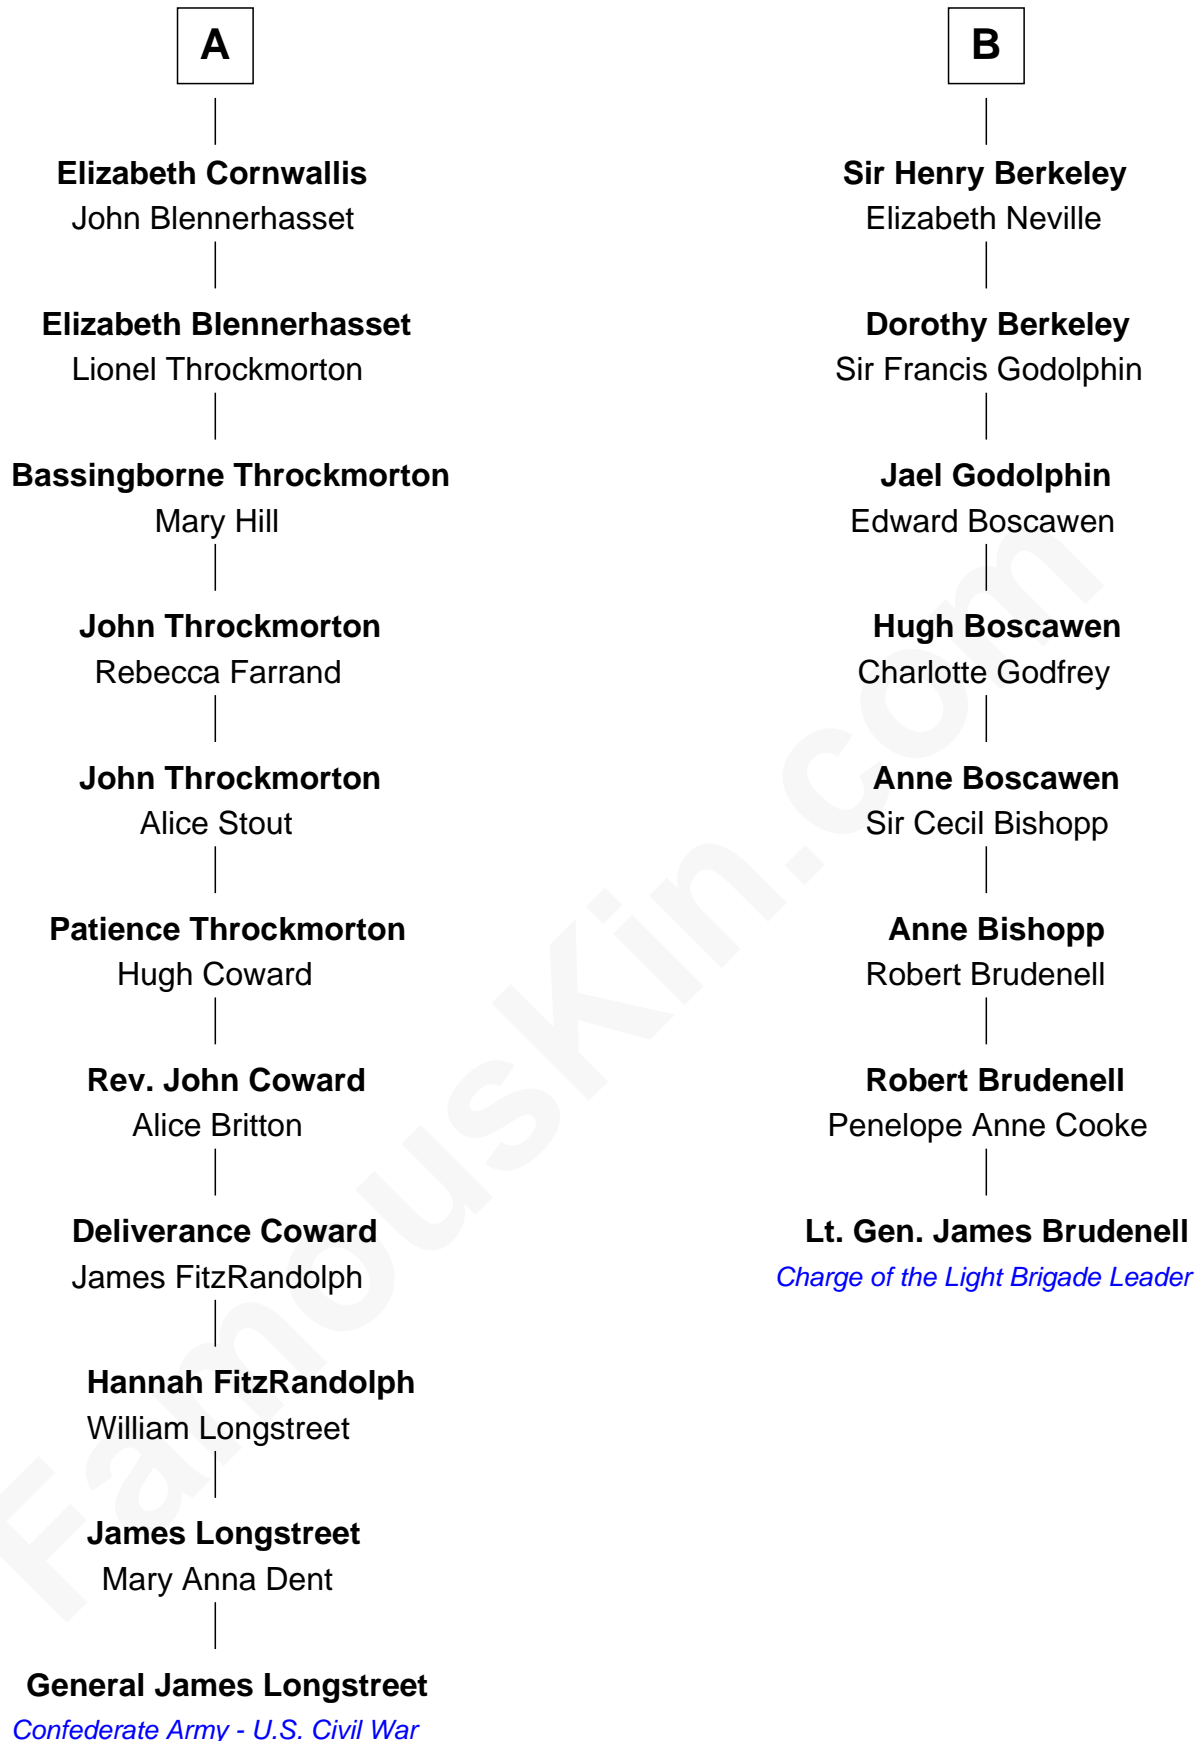 A
Elizabeth Cornwallis
John Blennerhasset
Elizabeth Blennerhasset
Lionel Throckmorton
Bassingborne Throckmorton
Mary Hill
John Throckmorton
Rebecca Farrand
John Throckmorton
Alice Stout
Patience Throckmorton
Hugh Coward
Rev. John Coward
Alice Britton
Deliverance Coward
James FitzRandolph
Hannah FitzRandolph
William Longstreet
James Longstreet
Mary Anna Dent
General James Longstreet
Confederate Army - U.S. Civil War
B
Sir Henry Berkeley
Elizabeth Neville
Dorothy Berkeley
Sir Francis Godolphin
Jael Godolphin
Edward Boscawen
Hugh Boscawen
Charlotte Godfrey
Anne Boscawen
Sir Cecil Bishopp
Anne Bishopp
Robert Brudenell
Robert Brudenell
Penelope Anne Cooke
Lt. Gen. James Brudenell
Charge of the Light Brigade Leader
FamousKin.com